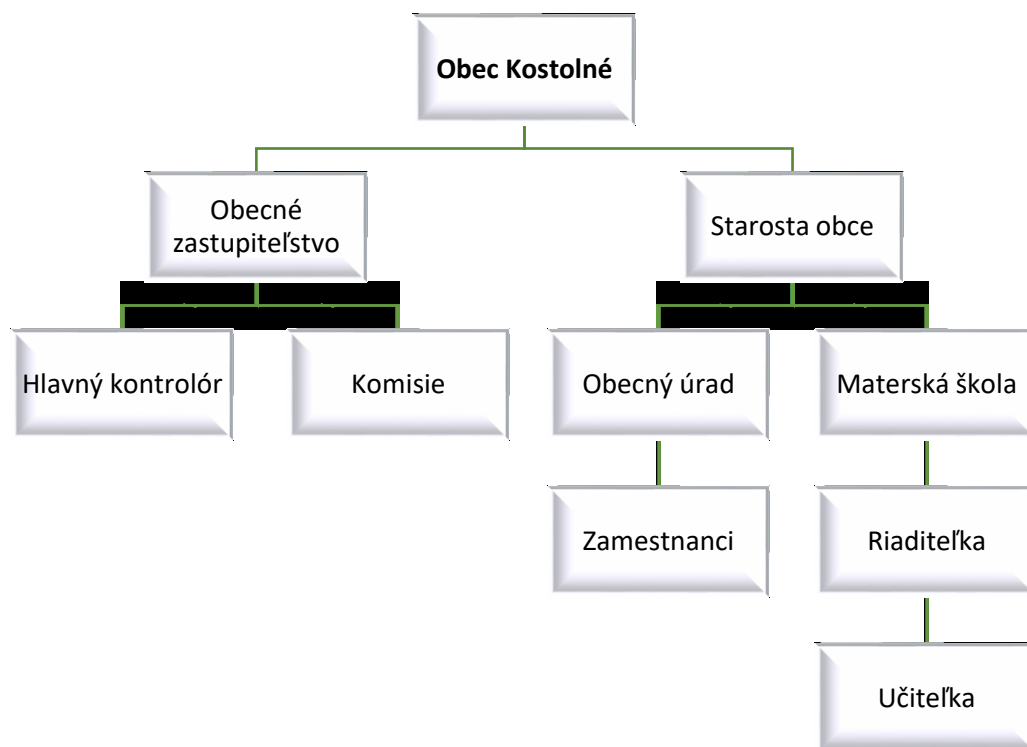 Obec Kostolné
Obecné
zastupiteľstvo
Starosta obce
Hlavný kontrolór
Komisie
Obecný úrad
Materská škola
Zamestnanci
Riaditeľka
Učiteľka